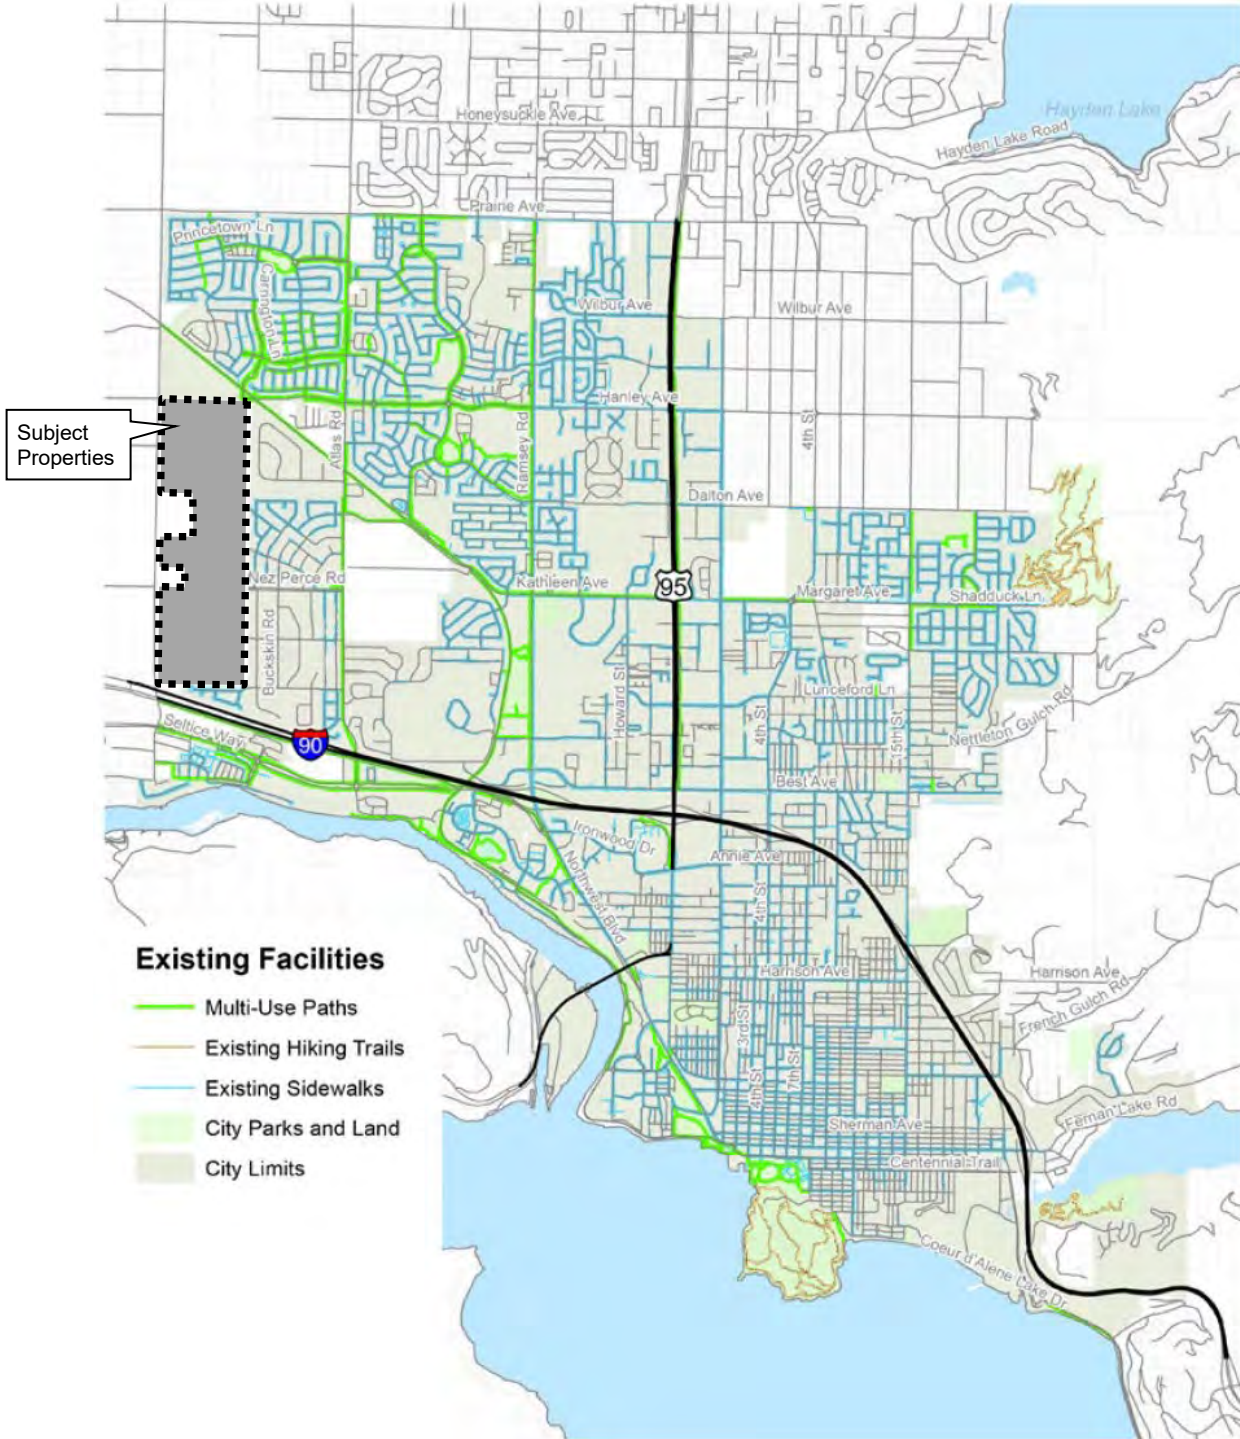 Hayden Lake
Honeysuckle Ave
Hayden Lake Road
Prairie Ave
Princetown Ln
Carrington Ln
Wilbur Ave
Wilbur Ave
Hanley Ave
Subject
Properties
Atlas Rd
Ramsey Rd
4th St
Dalton Ave
Nez Perce Rd
Kathleen Ave
95
Margaret Ave
Shadduck Ln
Buckskin Rd
Howard St
Lunceford Ln
4th St
15th St
Nettleton Gulch Rd
Seltice Way
90
Best Ave
Ironwood Dr
Annie Ave
Northwest Blvd
4th St
Existing Facilities
Multi-Use Paths
Existing Hiking Trails
Existing Sidewalks
City Parks and Land
City Limits
Harrison Ave
Harrison Ave
French Gulch Rd
3rd St
7th St
4th St
Sherman Ave
Fernan Lake Rd
Centennial Trail
Coeur d'Alene Lake Dr